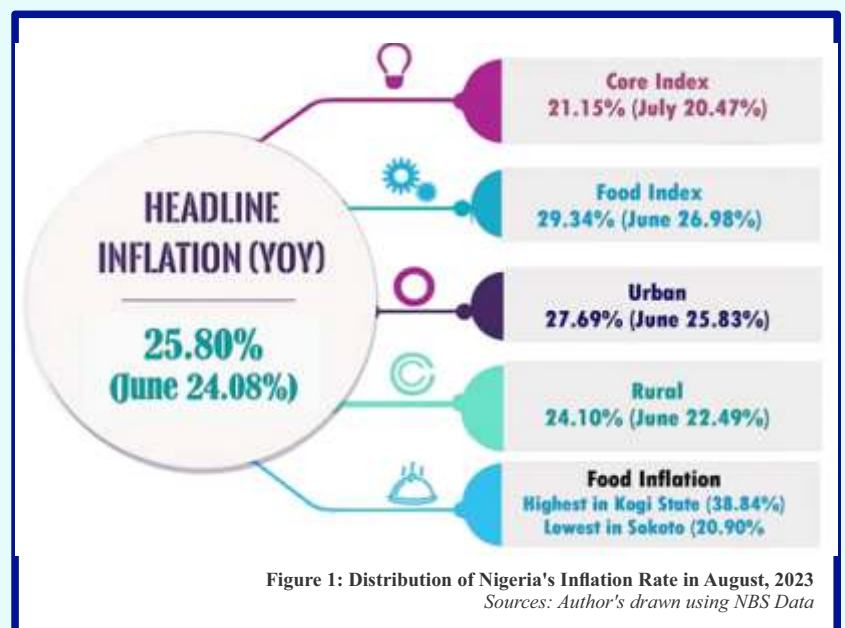 HEADLINE
INFLATION (YOY)
25.80%
(June 24.08%)
Core Index
21.15% (July 20.47%)
Food Index
29.34% (June 26.98%)
Urban
27.69% (June 25.83%)
Rural
24.10% (June 22.49%)
Food Inflation
Highest in Kogi State (38.84%)
Lowest in Sokoto (20.90%
Figure 1: Distribution of Nigeria's Inflation Rate in August, 2023
Sources: Author's drawn using NBS Data